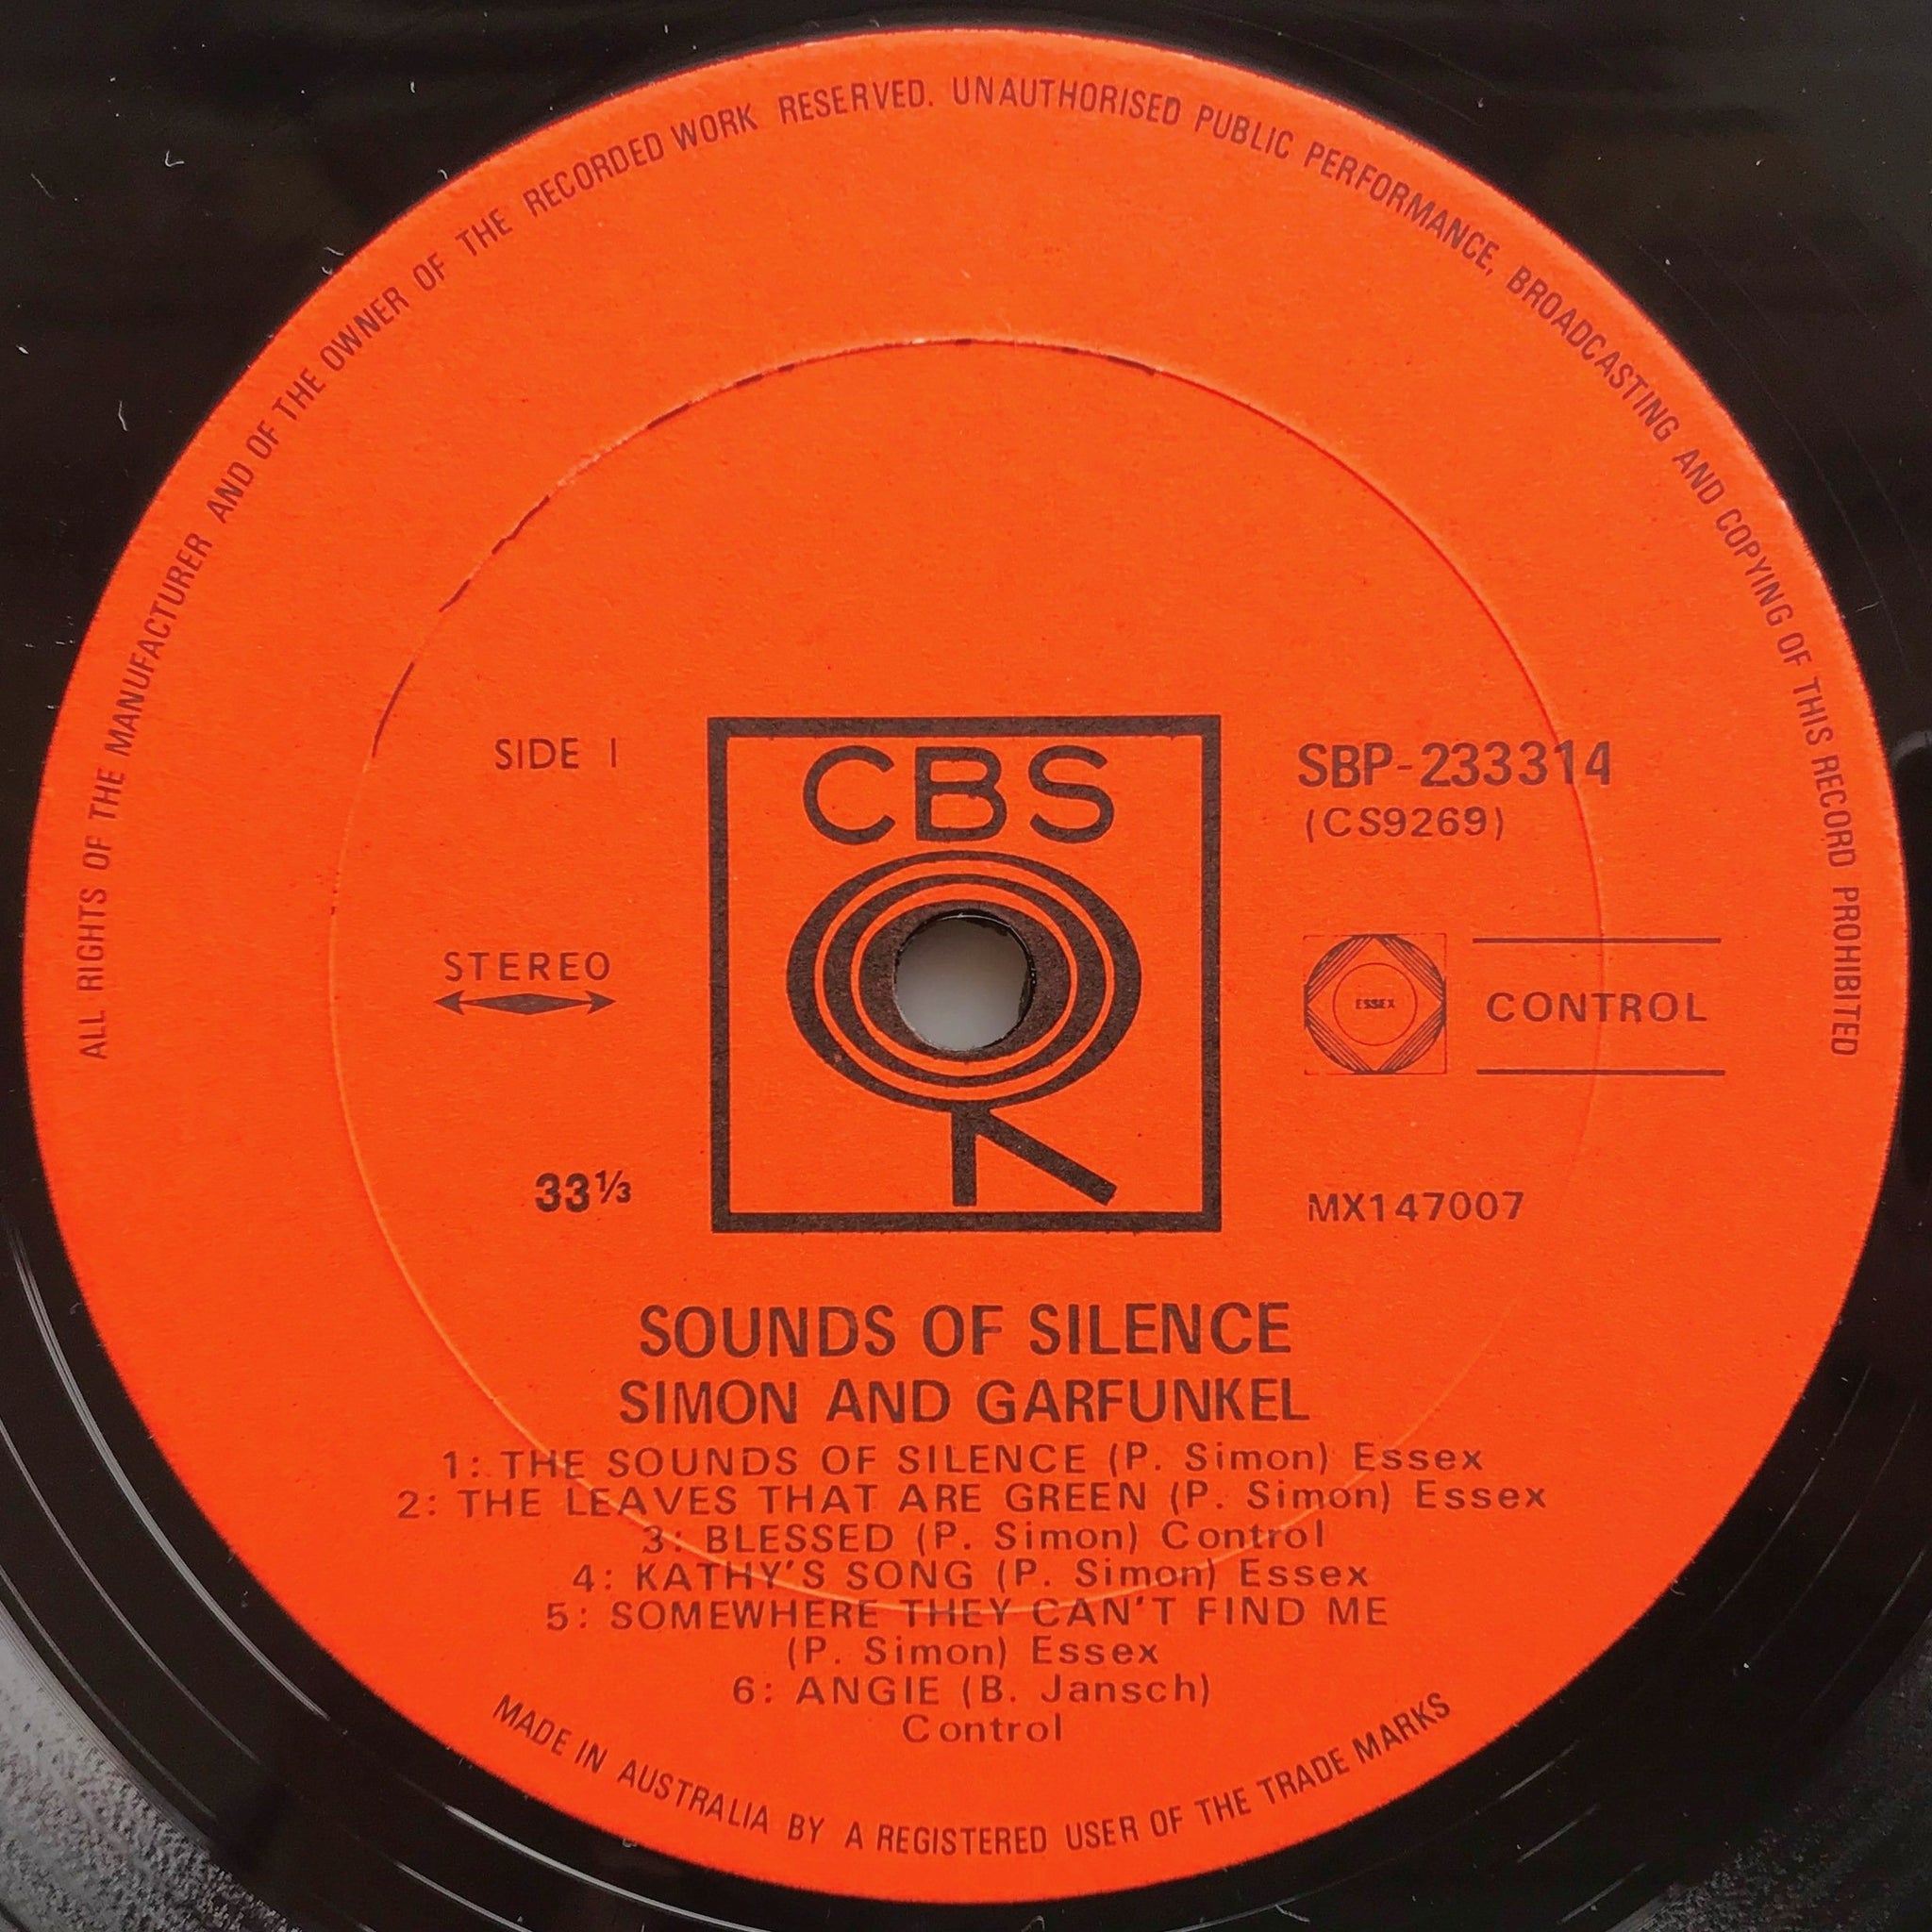 ALL RIGHTS OF THE MANUFACTURER AND OF THE OWNER OF THE RECORDED WORK RESERVED. UNAUTHORISED PUBLIC PERFORMANCE, BROADCASTING AND COPYING OF THIS RECORD PROHIBITED
SIDE 1
CBS
SBP-233314
(CS9269)
STEREO
ESSEX
CONTROL
33⅓
MX147007
SOUNDS OF SILENCE
SIMON AND GARFUNKEL
1: THE SOUNDS OF SILENCE (P. Simon) Essex
2: THE LEAVES THAT ARE GREEN (P. Simon) Essex
3: BLESSED (P. Simon) Control
4: KATHY'S SONG (P. Simon) Essex
5: SOMEWHERE THEY CAN'T FIND ME
(P. Simon) Essex
6: ANGIE (B. Jansch)
Control
MADE IN AUSTRALIA BY A REGISTERED USER OF THE TRADE MARKS